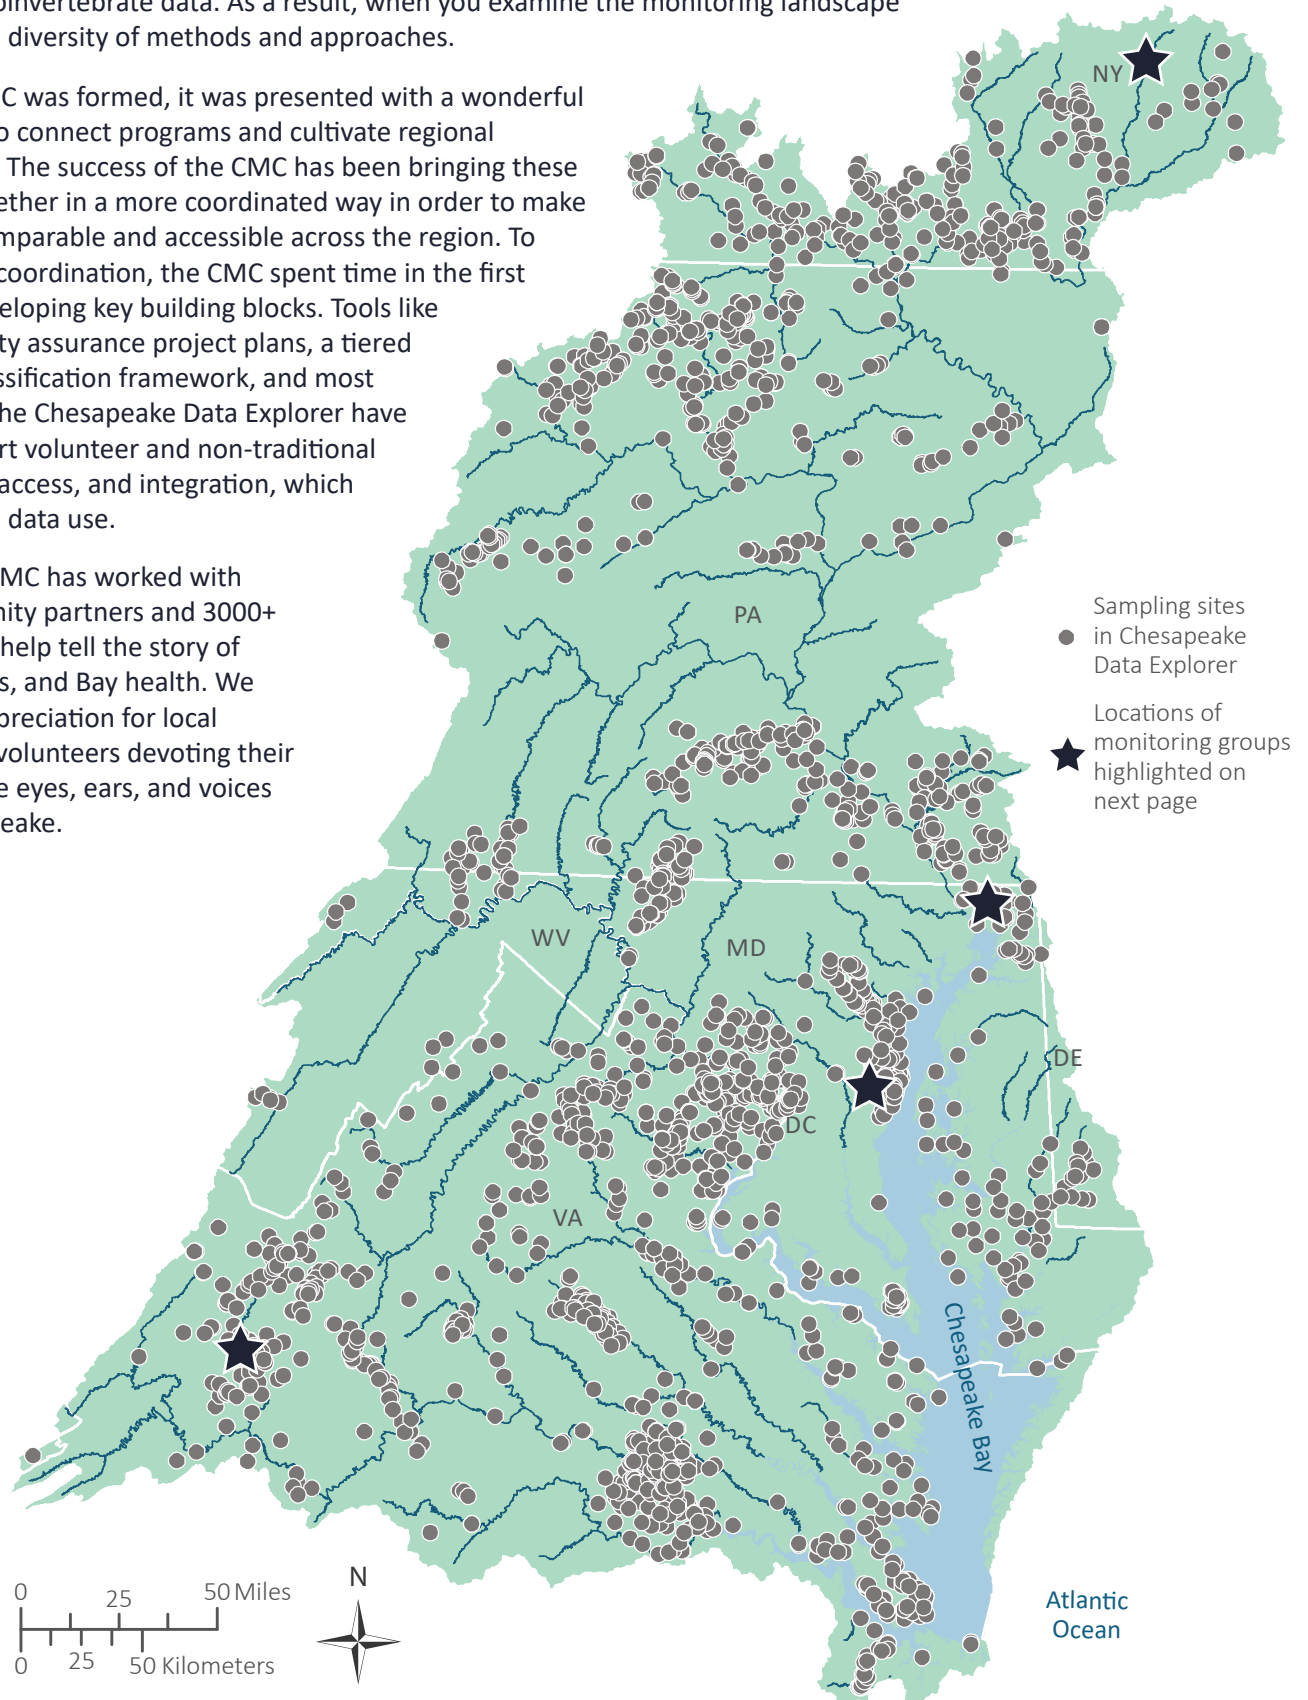 oinvertebrate data. As a result, when you examine the monitoring landscape
diversity of methods and approaches.
C was formed, it was presented with a wonderful
o connect programs and cultivate regional
The success of the CMC has been bringing these
ether in a more coordinated way in order to make
mparable and accessible across the region. To
coordination, the CMC spent time in the first
eloping key building blocks. Tools like
ty assurance project plans, a tiered
ssification framework, and most
he Chesapeake Data Explorer have
rt volunteer and non-traditional
access, and integration, which
data use.
MC has worked with
nity partners and 3000+
help tell the story of
s, and Bay health. We
preciation for local
volunteers devoting their
e eyes, ears, and voices
eake.
NY
PA
Sampling sites
in Chesapeake
Data Explorer
Locations of
monitoring groups
highlighted on
next page
WV
MD
DE
DC
VA
Chesapeake Bay
Atlantic
Ocean
N
0 25 50 Miles
0 25 50 Kilometers